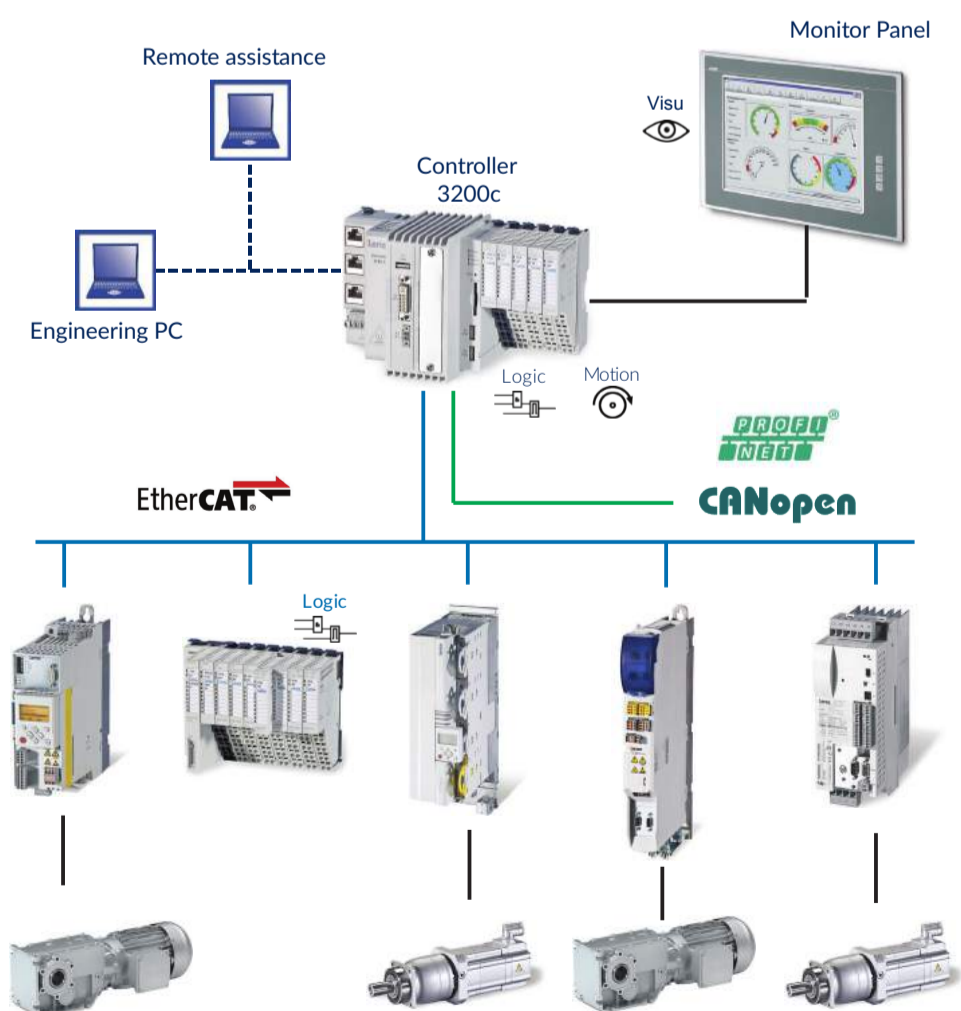 Monitor Panel
Remote assistance
Visu
Controller
3200c
Engineering PC
Logic
Motion
PROFI®
NET
EtherCAT®
CANopen
Logic